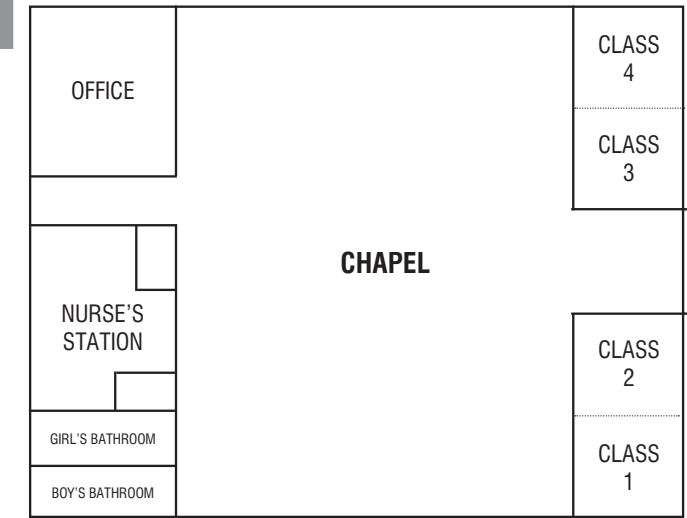 OFFICE
CLASS
4
CLASS
3
CHAPEL
NURSE'S
STATION
CLASS
2
GIRL'S BATHROOM
CLASS
1
BOY'S BATHROOM